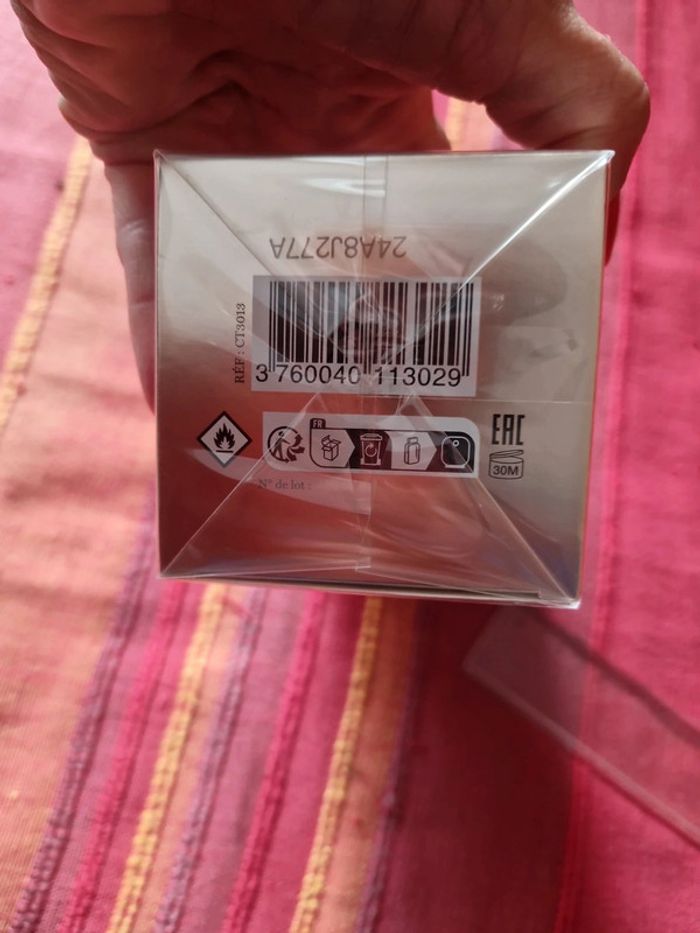 24A8J277A
RÉF : CT3013
3 760040 113029
FR
EAC
30M
N° de lot :